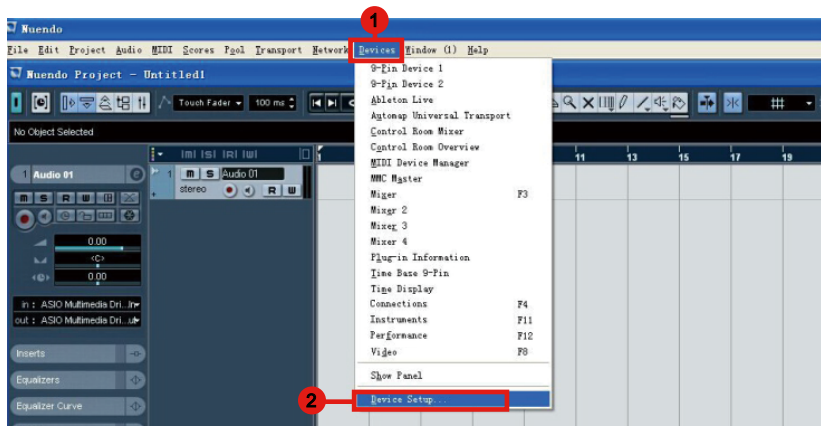 1
Nuendo
File Edit Project Audio MIDI Scores Pool Transport Network Devices Window (1) Help
Nuendo Project - Untitled1
Touch Fader 100 ms
No Object Selected
11 13 15 17 19
1 Audio 01
M S R W
0.00
<C>
0.00
in : ASIO Multimedia Dri...In
out : ASIO Multimedia Dri...ut
Inserts
Equalizers
Equalizer Curve
1 M S Audio 01
stereo R W
9-Pin Device 1
9-Pin Device 2
Ableton Live
Automap Universal Transport
Control Room Mixer
Control Room Overview
MIDI Device Manager
MMC Master
Mixer F3
Mixer 2
Mixer 3
Mixer 4
Plug-in Information
Time Base 9-Pin
Time Display
Connections F4
Instruments F11
Performance F12
Video F8
Show Panel
2
Device Setup...